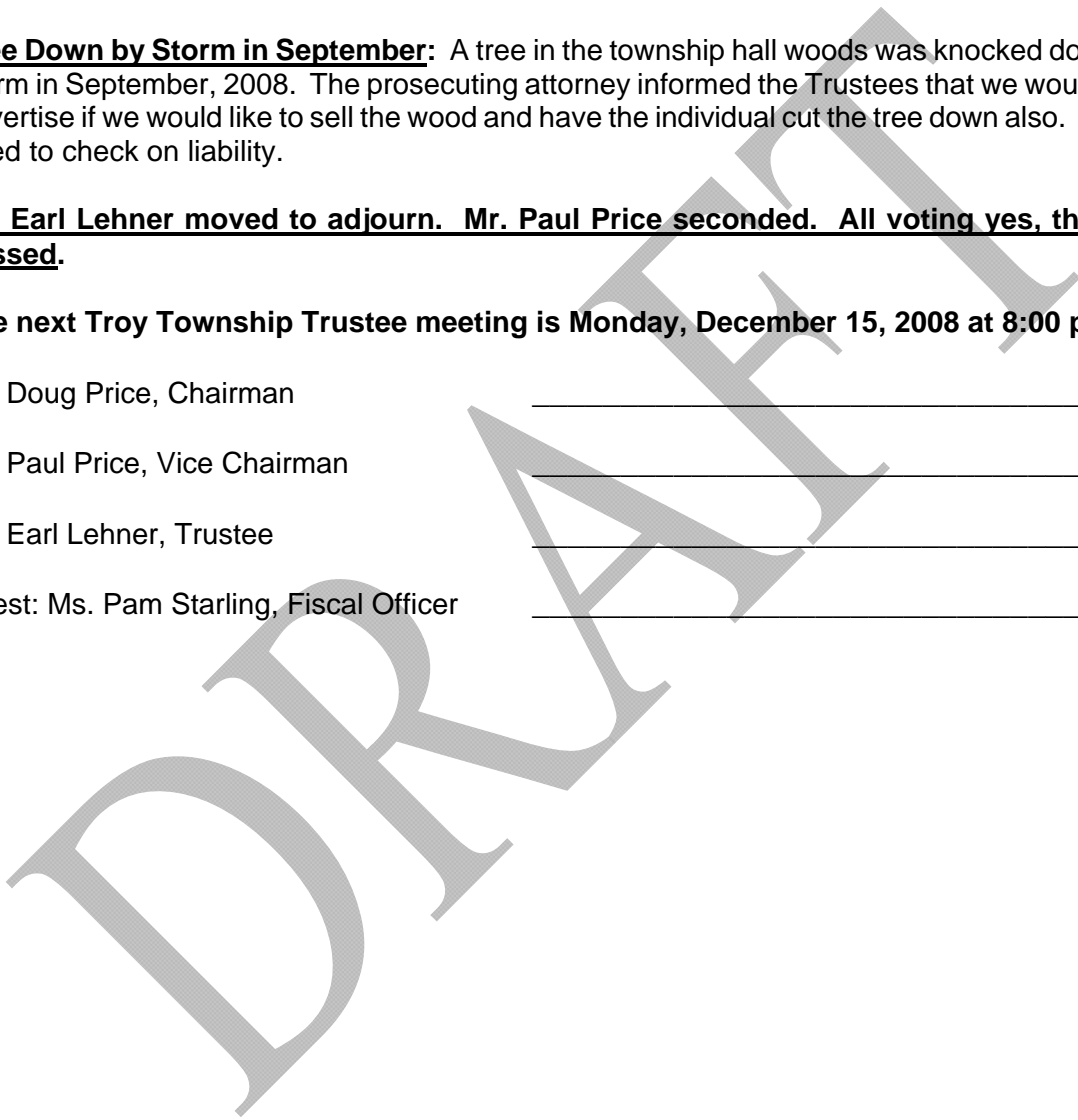 e Down by Storm in September: A tree in the township hall woods was knocked do
rm in September, 2008. The prosecuting attorney informed the Trustees that we wou
ertise if we would like to sell the wood and have the individual cut the tree down also.
ed to check on liability.
Earl Lehner moved to adjourn. Mr. Paul Price seconded. All voting yes, th
ssed.
e next Troy Township Trustee meeting is Monday, December 15, 2008 at 8:00 p
Doug Price, Chairman
Paul Price, Vice Chairman
Earl Lehner, Trustee
est: Ms. Pam Starling, Fiscal Officer
DRAFT